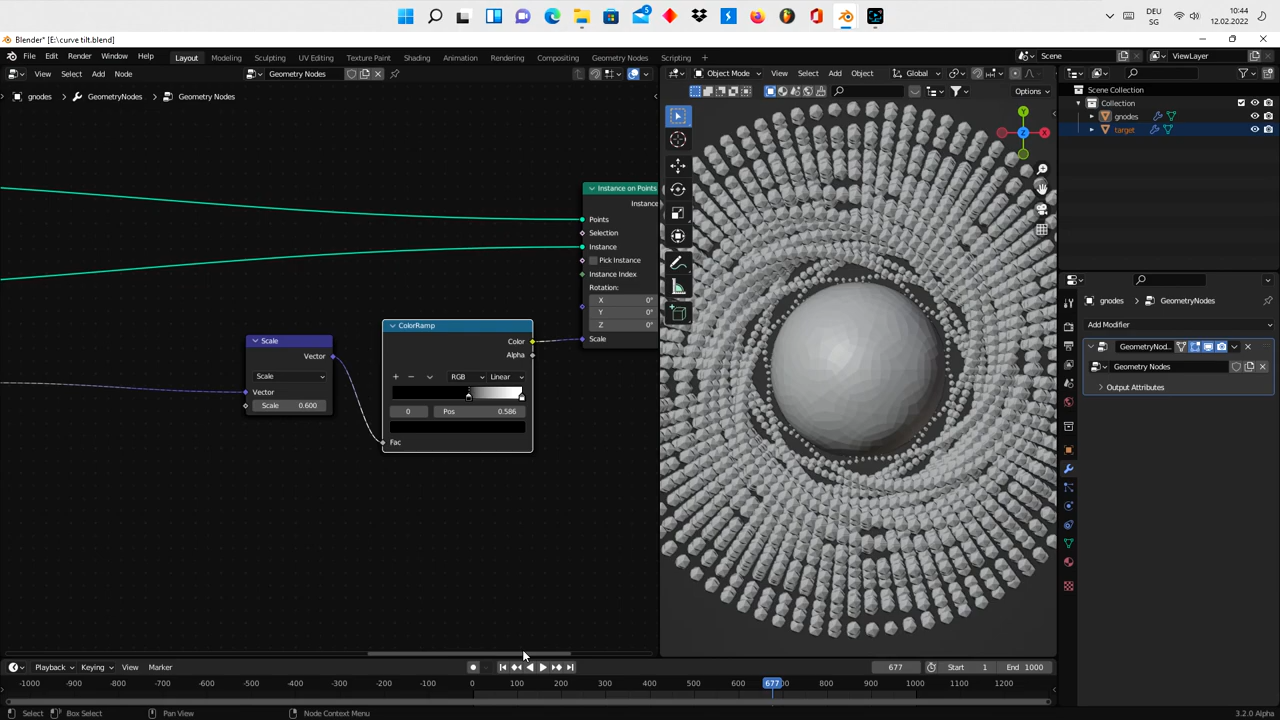 5
DE
SG
10:44
12.02.2022
Blender* [E:\curve tilt.blend]
File Edit Render Window Help
Layout Modeling Sculpting UV Editing Texture Paint Shading Animation Rendering Compositing Geometry Nodes Scripting +
Scene
ViewLayer
View Select Add Node
Geometry Nodes
Object Mode View Select Add Object Global
Options
gnodes GeometryNodes Geometry Nodes
Scene Collection
Collection
gnodes
target
Y
Z
X
Instance on Points
Instance
Points
Selection
Instance
Pick Instance
Instance Index
Rotation:
X 0°
Y 0°
Z 0°
Scale
Scale
Vector
Scale
Vector
Scale 0.600
ColorRamp
Color
Alpha
+ − RGB Linear
0 Pos 0.586
Fac
gnodes GeometryNodes
Add Modifier
GeometryNod...
Geometry Nodes
Output Attributes
Playback Keying View Marker
677 Start 1 End 1000
-1000 -900 -800 -700 -600 -500 -400 -300 -200 -100 0 100 200 300 400 500 600 677 800 900 1000 1100 1200
Select Box Select Pan View Node Context Menu
3.2.0 Alpha